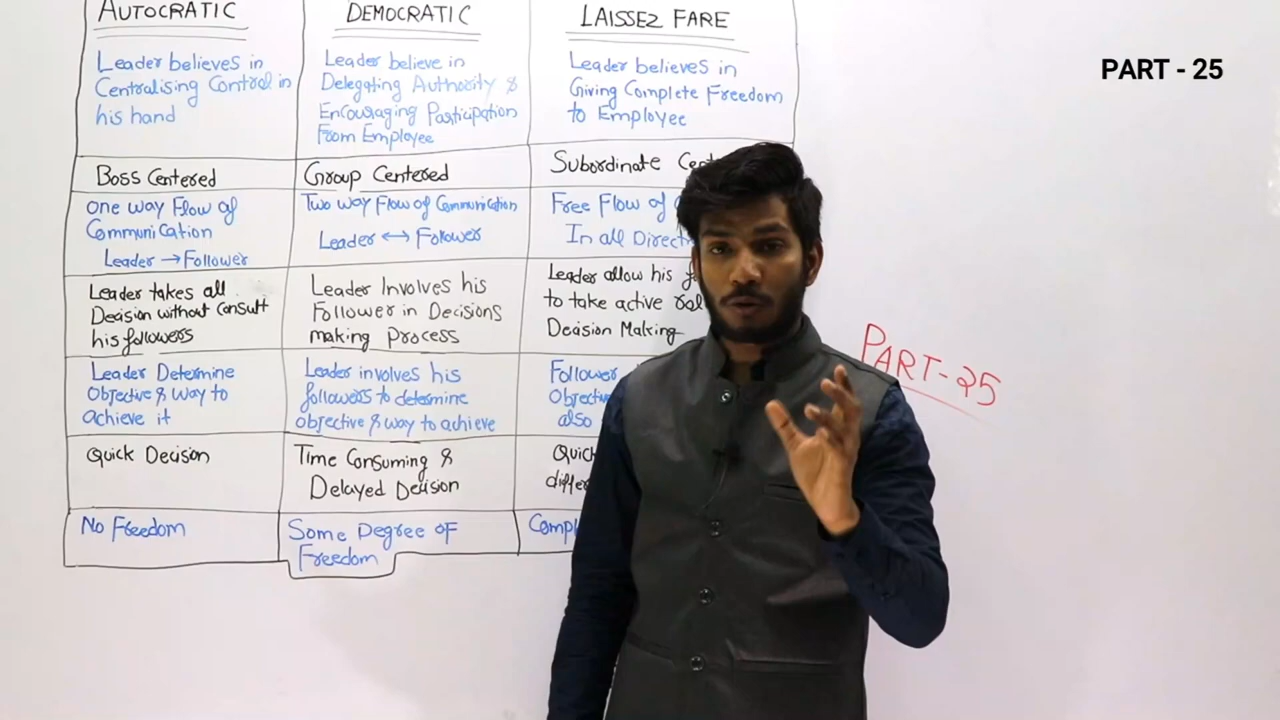 AUTOCRATIC
DEMOCRATIC
LAISSEZ FARE
Leader believes in
Centralising Control in
his hand
Leader believe in
Delegating Authority &
Encouraging Participation
From Employee
Leader believes in
Giving Complete Freedom
to Employee
Boss Centered
Group Centered
Subordinate
One way Flow of
Communication
Leader → Follower
Two way Flow of Communication
Leader ↔ Follower
Free Flow of
In all
Leader takes all
Decision without Consult
his followers
Leader Involves his
Follower in Decisions
making Process
Leader allow his
to take active
Decision Making
Leader Determine
Objective & Way to
achieve it
Leader involves his
followers to determine
objective & way to achieve
Follower
also
Quick Decision
Time Consuming &
Delayed Decision
Quick
No Freedom
Some Degree of
Freedom
PART - 25
PART-25